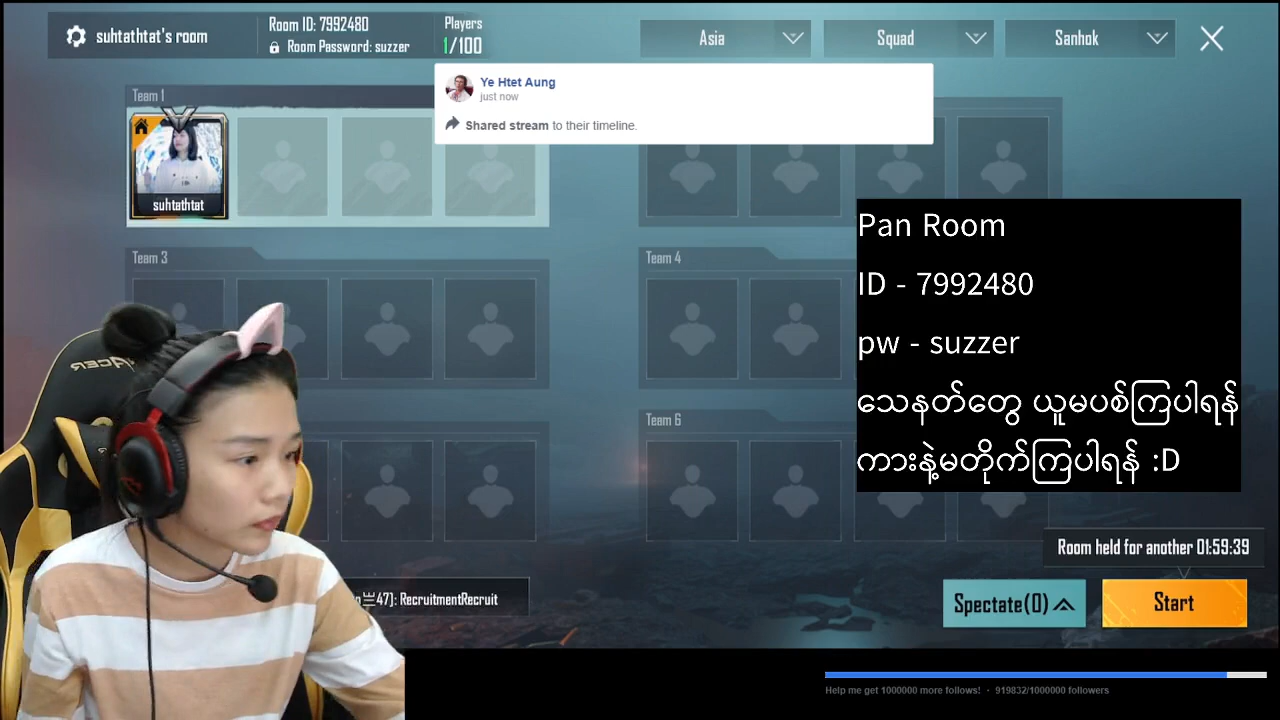 suhtathtat's room
Room ID: 7992480
Room Password: suzzer
Players
1/100
Asia
Squad
Sanhok
Ye Htet Aung
just now
Shared stream to their timeline.
Team 1
suhtathtat
Team 3
Team 4
Team 6
Pan Room
ID - 7992480
pw - suzzer
သေနတ်တွေ ယူမပစ်ကြပါရန်
ကားနဲ့မတိုက်ကြပါရန် :D
ACER
Room held for another 01:59:39
47]: RecruitmentRecruit
Spectate(0)
Start
Help me get 1000000 more follows! · 919832/1000000 followers